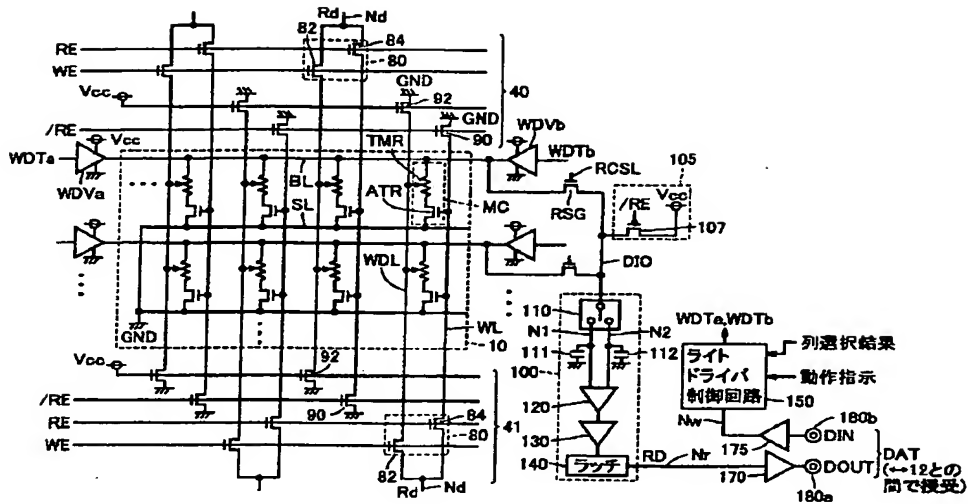 Rd Nd
82
84
80
RE
WE
GND
40
Vcc
92
GND
/RE
90
WDVb
WDTa
Vcc
TMR
WDTb
RCSL
105
WDVa
BL
ATR
MC
RSG
/RE
Vcc
SL
107
WDL
DIO
110
N1
N2
WDTa,WDTb
GND
WL
10
111
112
列選択結果
Vcc
92
100
ライト
ドライバ
制御回路
動作指示
150
/RE
90
41
120
RE
84
80
Nw
180b
DIN
WE
130
175
DAT
(↔12との
間で授受)
82
Rd Nd
140
ラッチ
RD
Nr
170
DOUT
180a